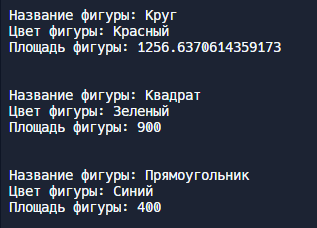 Название фигуры: Круг
Цвет фигуры: Красный
Площадь фигуры: 1256.6370614359173
Название фигуры: Квадрат
Цвет фигуры: Зеленый
Площадь фигуры: 900
Название фигуры: Прямоугольник
Цвет фигуры: Синий
Площадь фигуры: 400